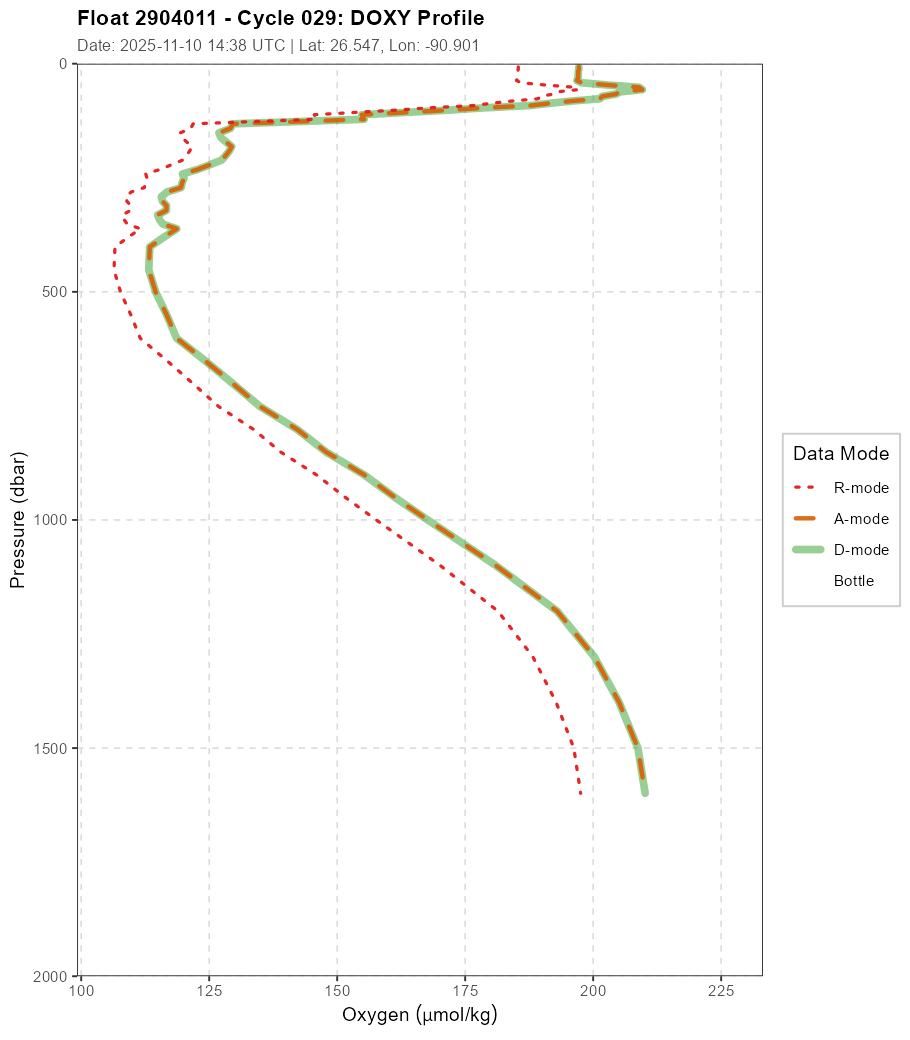 Float 2904011 - Cycle 029: DOXY Profile
Date: 2025-11-10 14:38 UTC | Lat: 26.547, Lon: -90.901
0
500
1000
1500
2000
Pressure (dbar)
100
125
150
175
200
225
Oxygen (µmol/kg)
Data Mode
R-mode
A-mode
D-mode
Bottle